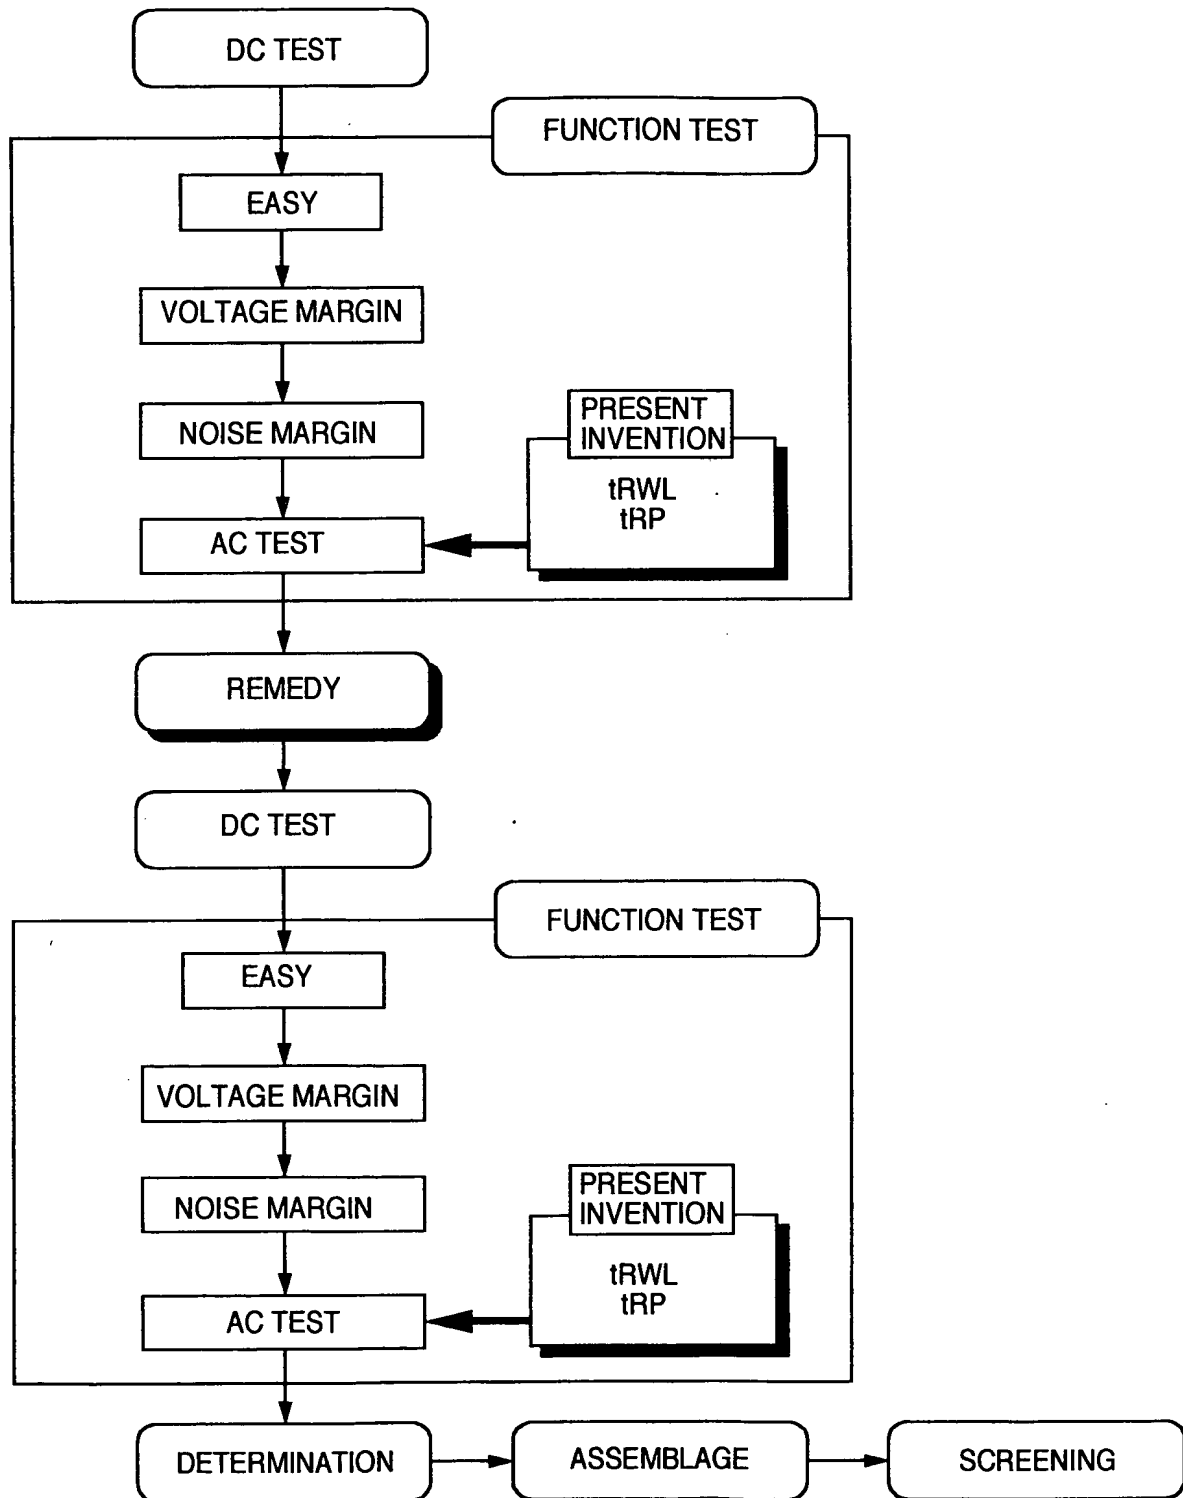 DC TEST
FUNCTION TEST
EASY
VOLTAGE MARGIN
NOISE MARGIN
PRESENT
INVENTION
tRWL
tRP
AC TEST
REMEDY
DC TEST
FUNCTION TEST
EASY
VOLTAGE MARGIN
NOISE MARGIN
PRESENT
INVENTION
tRWL
tRP
AC TEST
DETERMINATION
ASSEMBLAGE
SCREENING